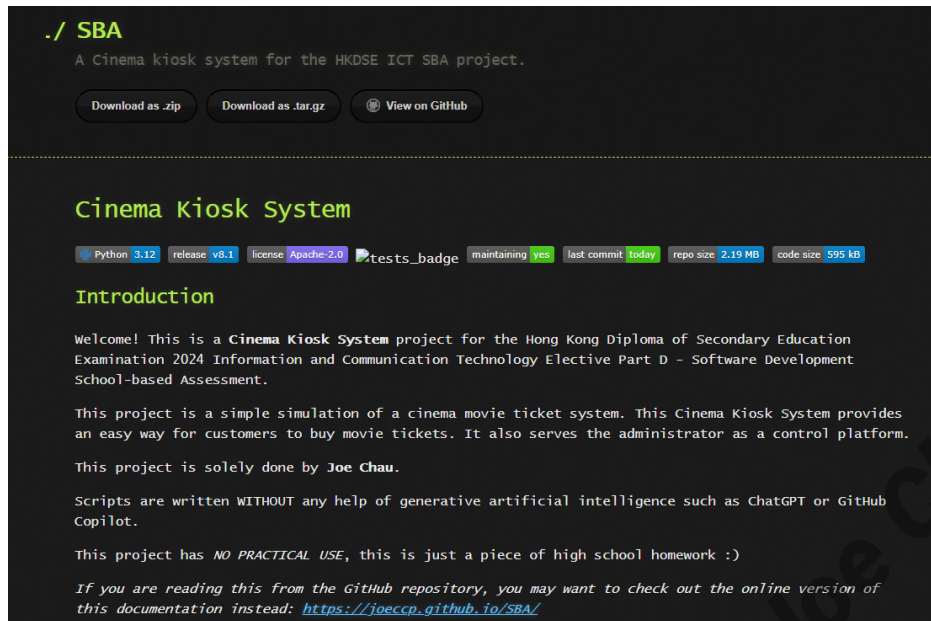 ./ SBA
A Cinema kiosk system for the HKDSE ICT SBA project.
Download as .zip Download as .tar.gz View on GitHub
Cinema Kiosk System
Python 3.12 release v8.1 license Apache-2.0 tests_badge maintaining yes last commit today repo size 2.19 MB code size 595 kB
Introduction
Welcome! This is a Cinema Kiosk System project for the Hong Kong Diploma of Secondary Education
Examination 2024 Information and Communication Technology Elective Part D - Software Development
School-based Assessment.
This project is a simple simulation of a cinema movie ticket system. This Cinema Kiosk System provides
an easy way for customers to buy movie tickets. It also serves the administrator as a control platform.
This project is solely done by Joe Chau.
Scripts are written WITHOUT any help of generative artificial intelligence such as ChatGPT or GitHub
Copilot.
This project has NO PRACTICAL USE, this is just a piece of high school homework :)
If you are reading this from the GitHub repository, you may want to check out the online version of
this documentation instead: https://joeccp.github.io/SBA/
Joe